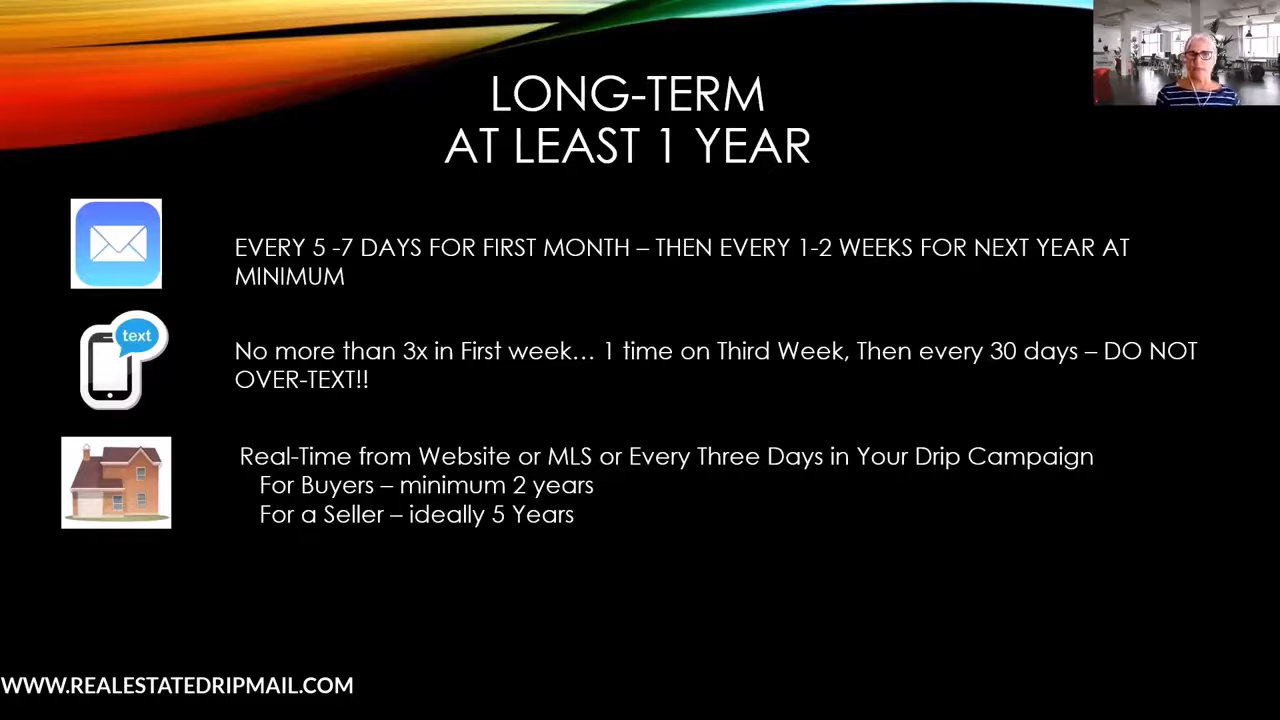 LONG-TERM
AT LEAST 1 YEAR
EVERY 5 -7 DAYS FOR FIRST MONTH – THEN EVERY 1-2 WEEKS FOR NEXT YEAR AT
MINIMUM
text
No more than 3x in First week… 1 time on Third Week, Then every 30 days – DO NOT
OVER-TEXT!!
Real-Time from Website or MLS or Every Three Days in Your Drip Campaign
For Buyers – minimum 2 years
For a Seller – ideally 5 Years
WWW.REALESTATEDRIPMAIL.COM